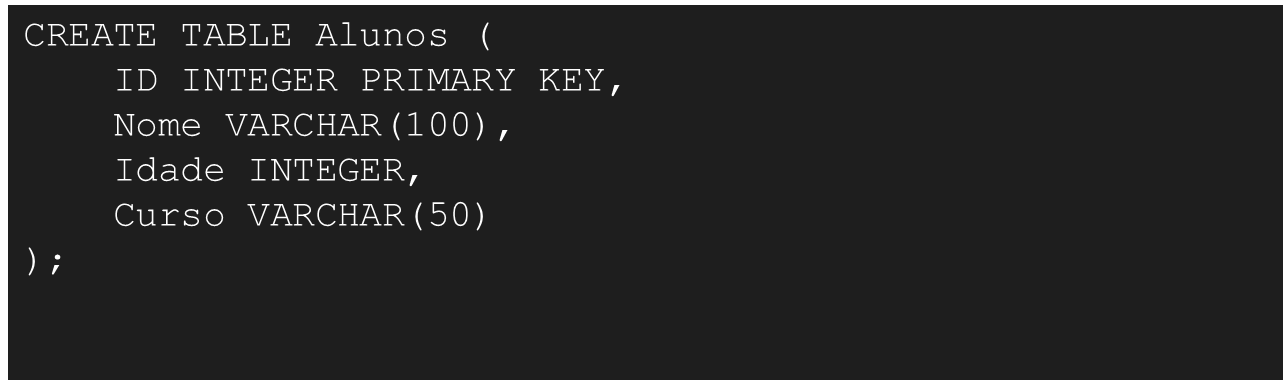 CREATE TABLE Alunos (
    ID INTEGER PRIMARY KEY,
    Nome VARCHAR(100),
    Idade INTEGER,
    Curso VARCHAR(50)
);